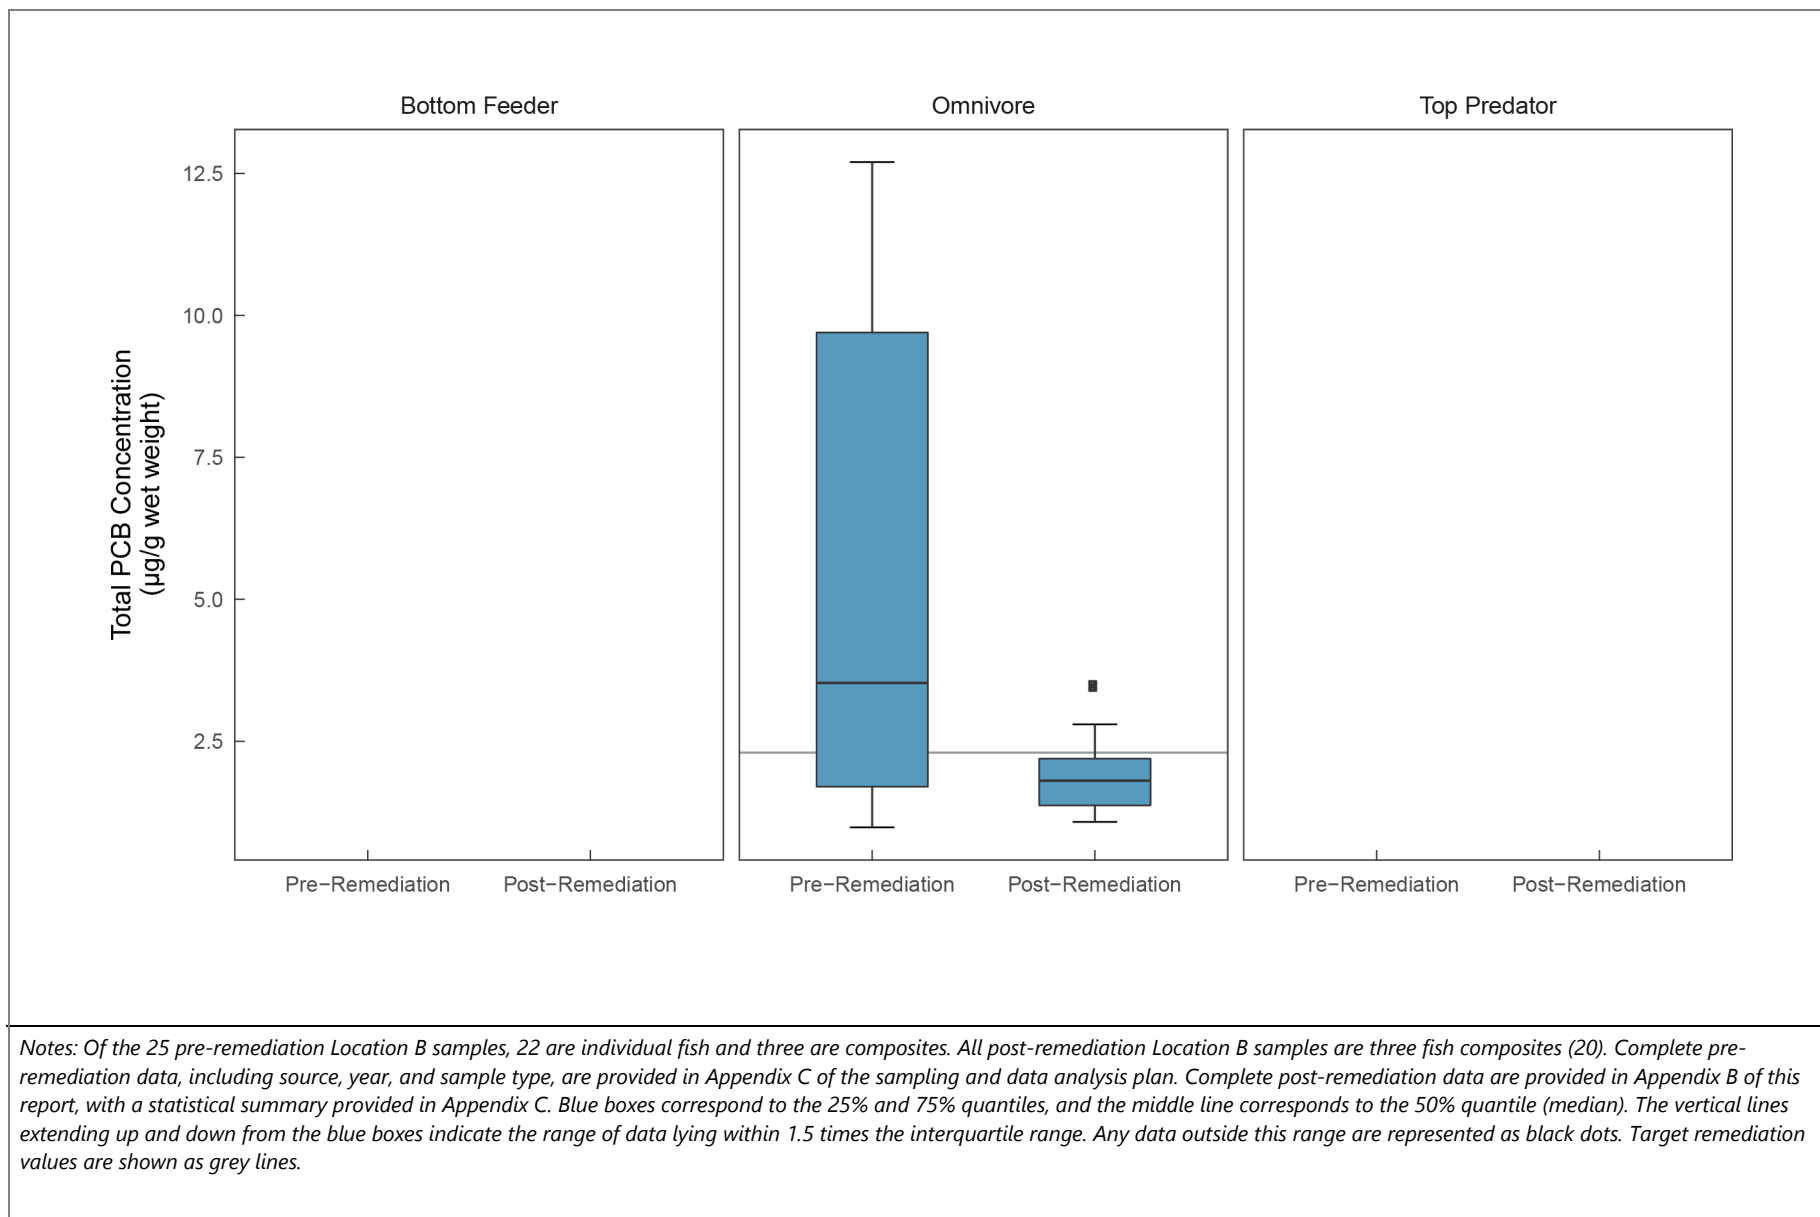 Bottom Feeder
Omnivore
Top Predator
Total PCB Concentration
(µg/g wet weight)
12.5
10.0
7.5
5.0
2.5
Pre−Remediation
Post−Remediation
Pre−Remediation
Post−Remediation
Pre−Remediation
Post−Remediation
Notes: Of the 25 pre-remediation Location B samples, 22 are individual fish and three are composites. All post-remediation Location B samples are three fish composites (20). Complete pre-
remediation data, including source, year, and sample type, are provided in Appendix C of the sampling and data analysis plan. Complete post-remediation data are provided in Appendix B of this
report, with a statistical summary provided in Appendix C. Blue boxes correspond to the 25% and 75% quantiles, and the middle line corresponds to the 50% quantile (median). The vertical lines
extending up and down from the blue boxes indicate the range of data lying within 1.5 times the interquartile range. Any data outside this range are represented as black dots. Target remediation
values are shown as grey lines.